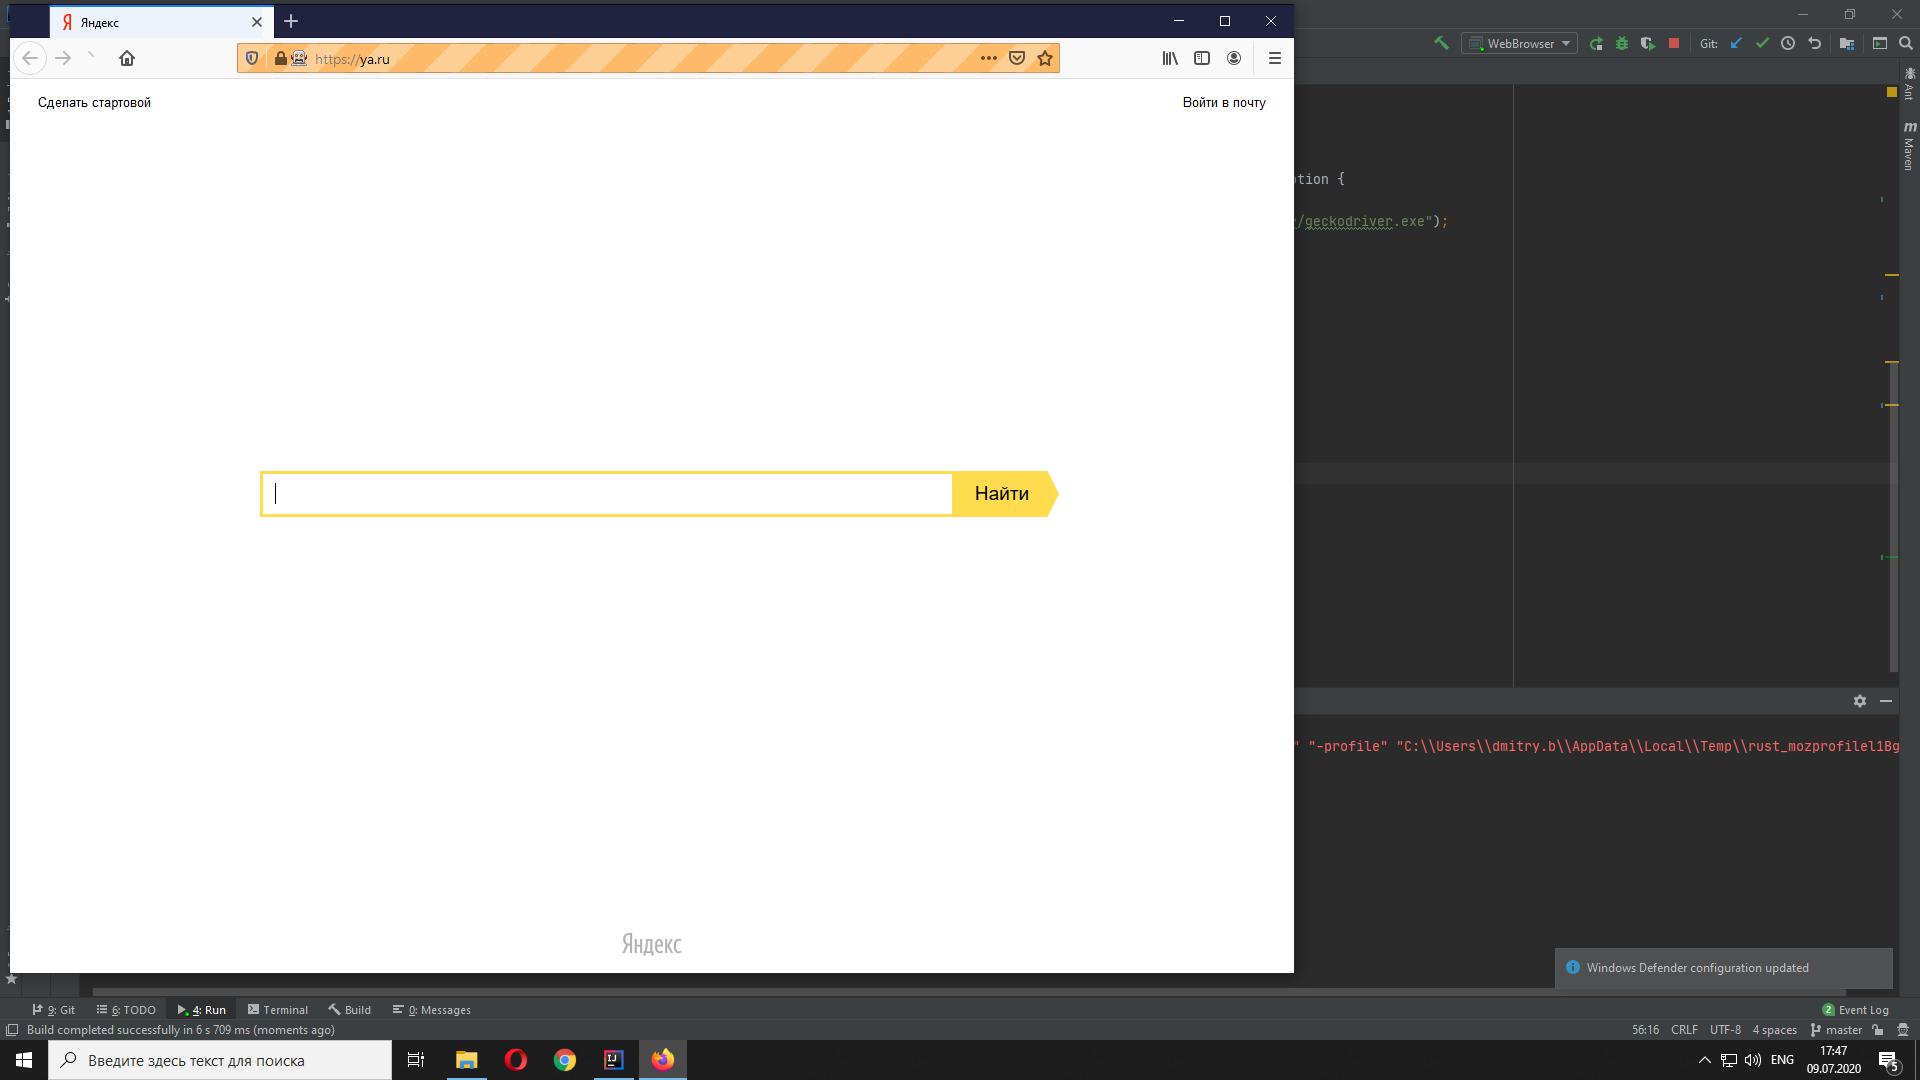 Яндекс
https://ya.ru
Сделать стартовой
Войти в почту
Найти
Яндекс
WebBrowser
Git:
Ant
Maven
tion {
/geckodriver.exe");
" "-profile" "C:\\Users\\dmitry.b\\AppData\\Local\\Temp\\rust_mozprofilel1Bg
Windows Defender configuration updated
9: Git
6: TODO
4: Run
Terminal
Build
0: Messages
2 Event Log
Build completed successfully in 6 s 709 ms (moments ago)
56:16 CRLF UTF-8 4 spaces master
Введите здесь текст для поиска
ENG
17:47
09.07.2020
5